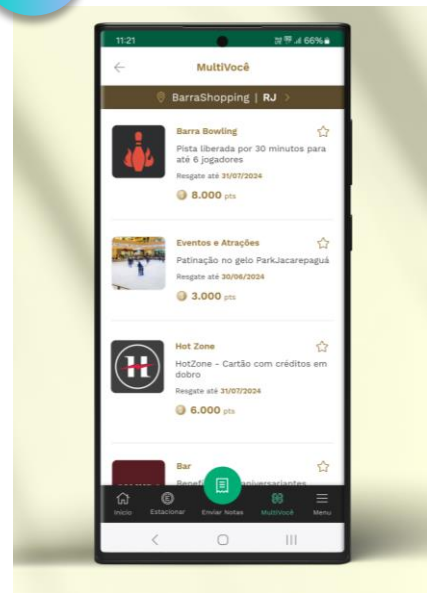 11:21
66%
MultiVocê
BarraShopping | RJ >
Barra Bowling
Pista liberada por 30 minutos para
até 6 jogadores
Resgate até 31/07/2024
8.000 pts
Eventos e Atrações
Patinação no gelo ParkJacarepaguá
Resgate até 30/06/2024
3.000 pts
H
Hot Zone
HotZone - Cartão com créditos em
dobro
Resgate até 31/07/2024
6.000 pts
Bar
Início
Estacionar
Enviar Notas
MultiVocê
Menu